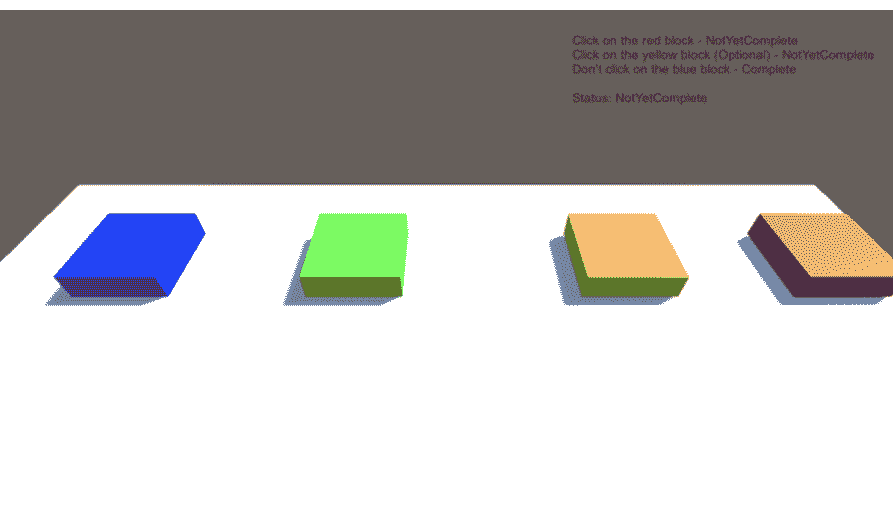 Click on the red block - NotYetComplete
Click on the yellow block (Optional) - NotYetComplete
Don't click on the blue block - Complete
Status: NotYetComplete